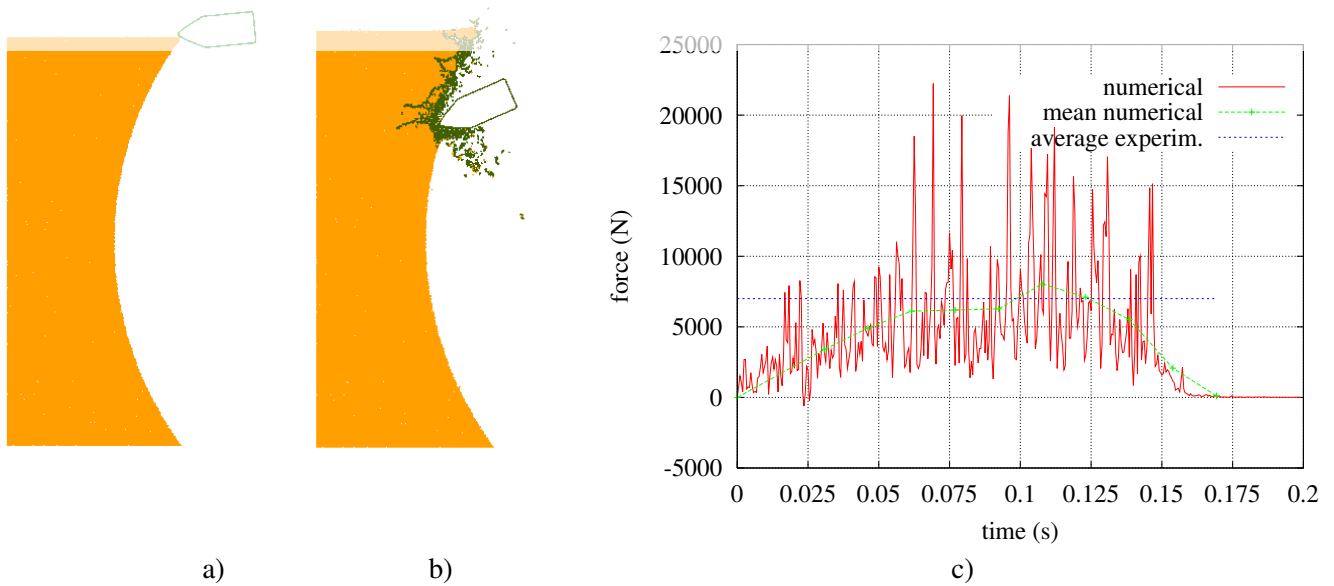 25000
20000
15000
10000
5000
0
-5000
force (N)
numerical
mean numerical
average experim.
0 0.025 0.05 0.075 0.1 0.125 0.15 0.175 0.2
time (s)
a) b) c)